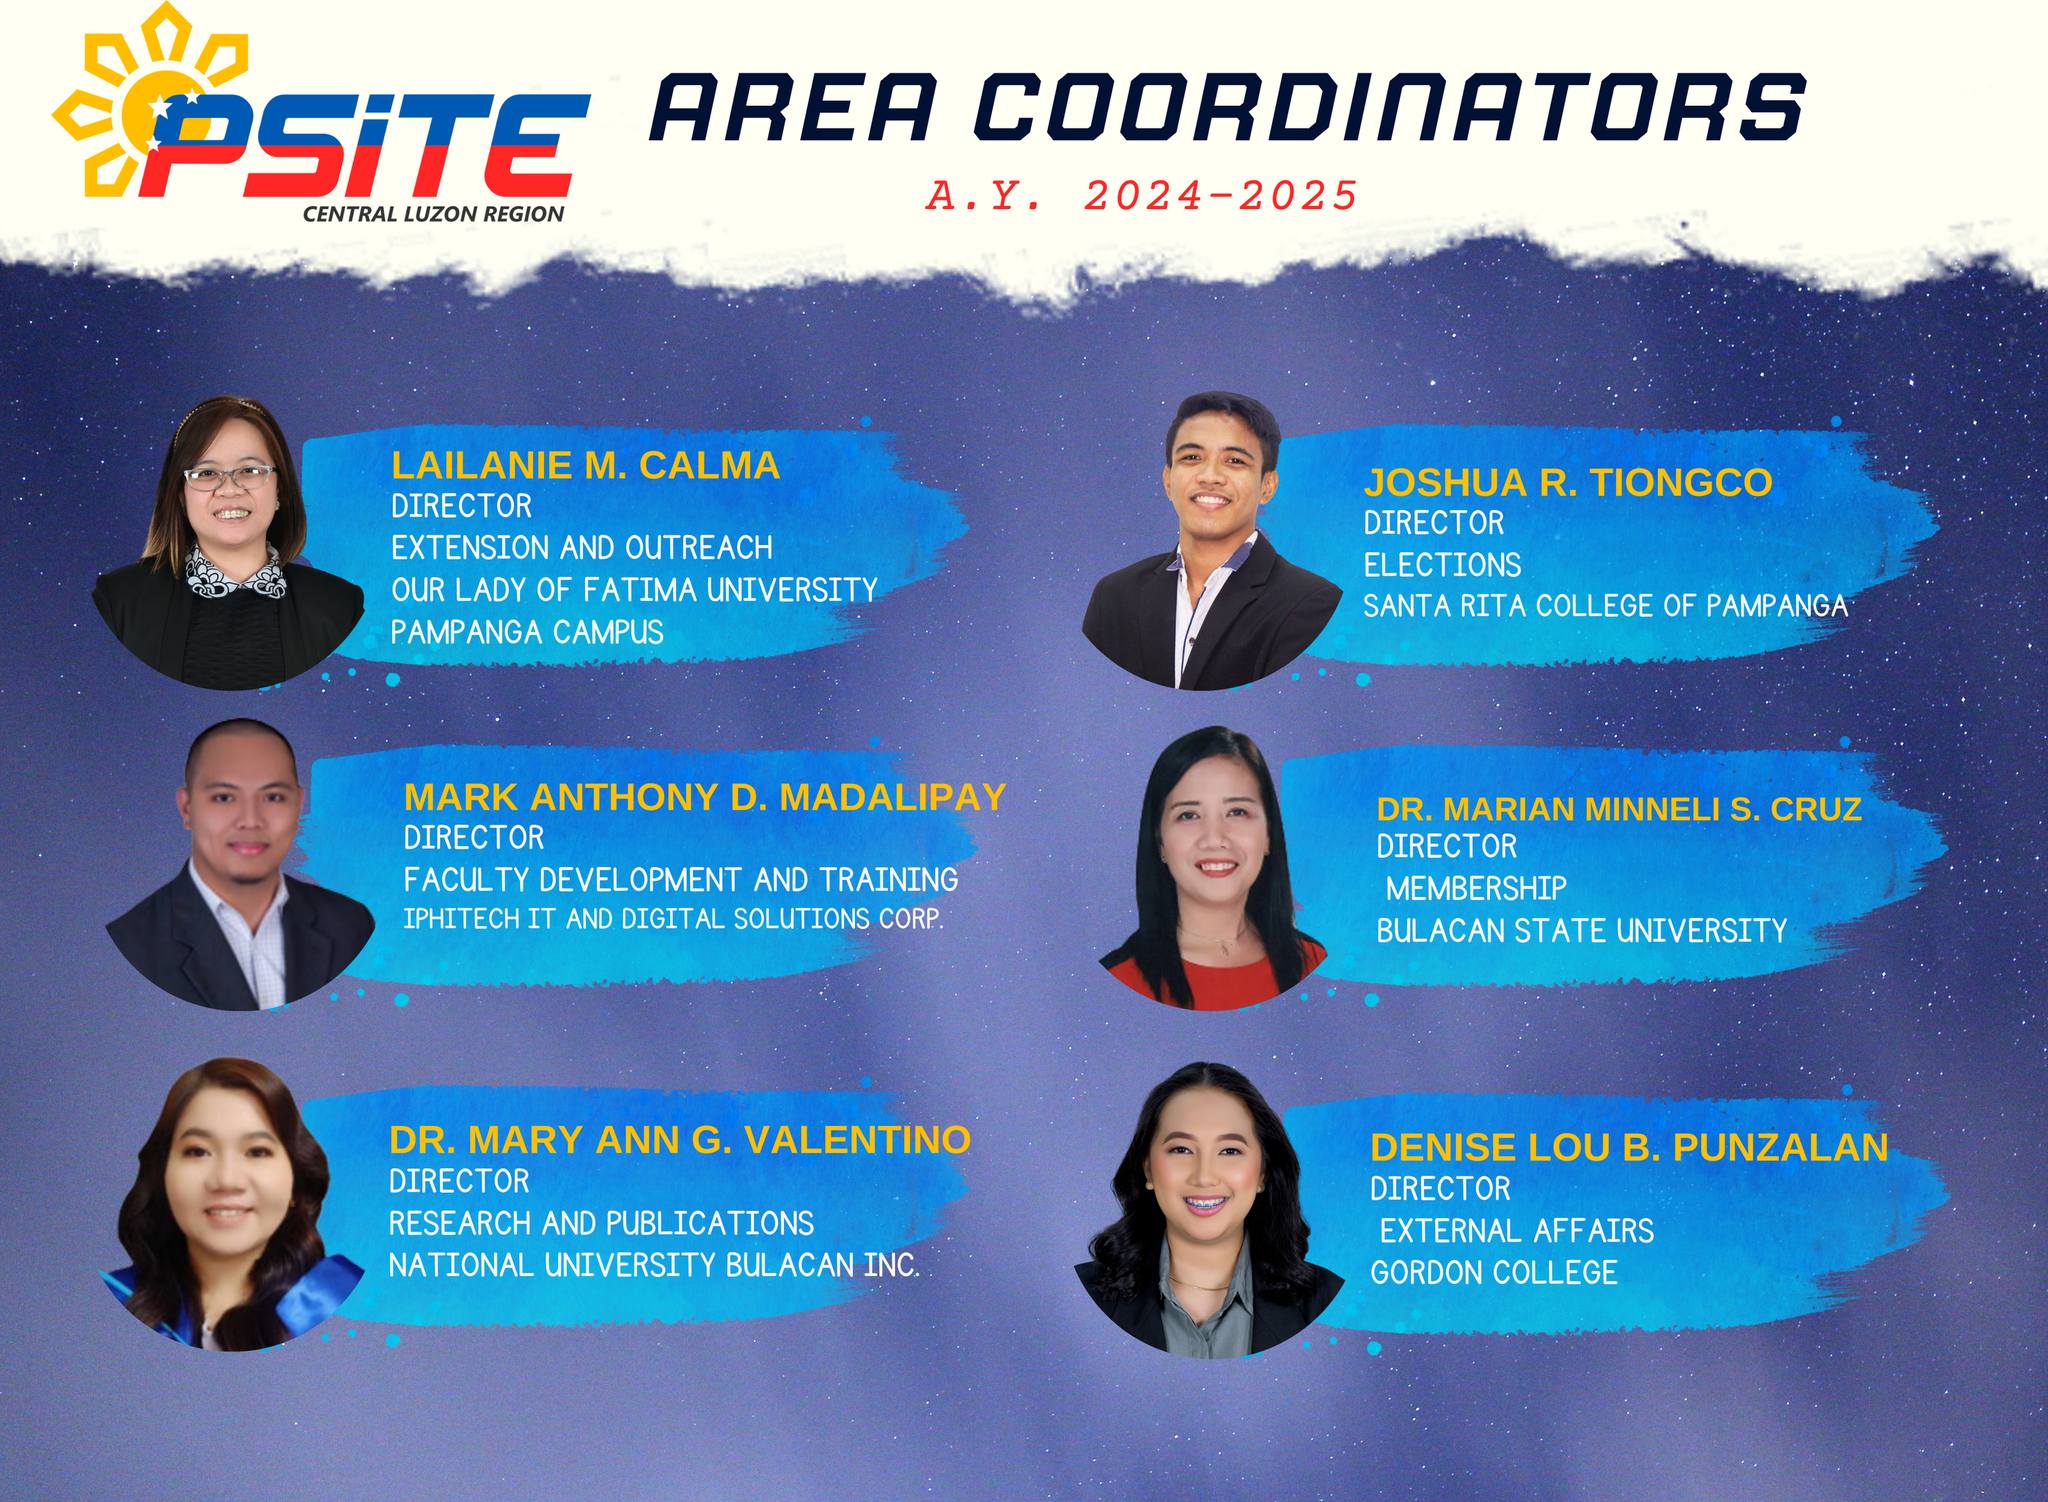 PSiTE
CENTRAL LUZON REGION
AREA COORDINATORS
A.Y. 2024-2025
LAILANIE M. CALMA
DIRECTOR
EXTENSION AND OUTREACH
OUR LADY OF FATIMA UNIVERSITY
PAMPANGA CAMPUS
JOSHUA R. TIONGCO
DIRECTOR
ELECTIONS
SANTA RITA COLLEGE OF PAMPANGA
MARK ANTHONY D. MADALIPAY
DIRECTOR
FACULTY DEVELOPMENT AND TRAINING
IPHITECH IT AND DIGITAL SOLUTIONS CORP.
DR. MARIAN MINNELI S. CRUZ
DIRECTOR
MEMBERSHIP
BULACAN STATE UNIVERSITY
DR. MARY ANN G. VALENTINO
DIRECTOR
RESEARCH AND PUBLICATIONS
NATIONAL UNIVERSITY BULACAN INC.
DENISE LOU B. PUNZALAN
DIRECTOR
EXTERNAL AFFAIRS
GORDON COLLEGE